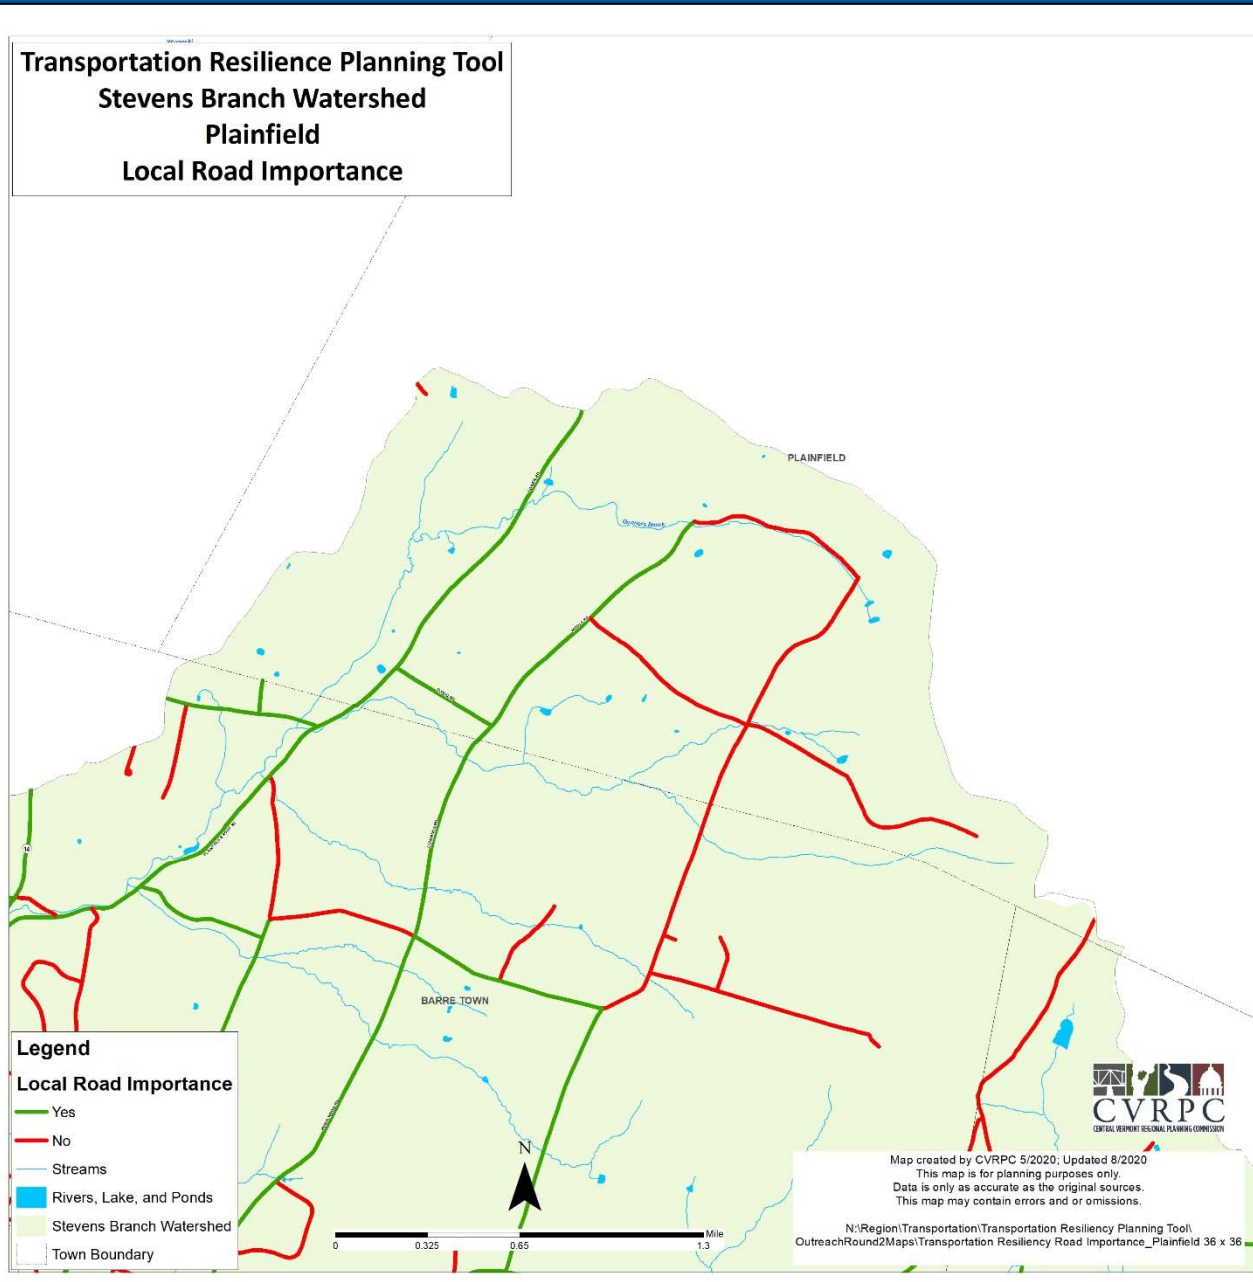 Transportation Resilience Planning Tool
Stevens Branch Watershed
Plainfield
Local Road Importance
PLAINFIELD
Gunners Brook
14
BARRE TOWN
Legend
Local Road Importance
Yes
No
Streams
Rivers, Lake, and Ponds
Stevens Branch Watershed
Town Boundary
N
Mile
0 0.325 0.65 1.3
CVRPC
CENTRAL VERMONT REGIONAL PLANNING COMMISSION
Map created by CVRPC 5/2020; Updated 8/2020
This map is for planning purposes only.
Data is only as accurate as the original sources.
This map may contain errors and or omissions.
N:\Region\Transportation\Transportation Resiliency Planning Tool\
OutreachRound2Maps\Transportation Resiliency Road Importance_Plainfield 36 x 36